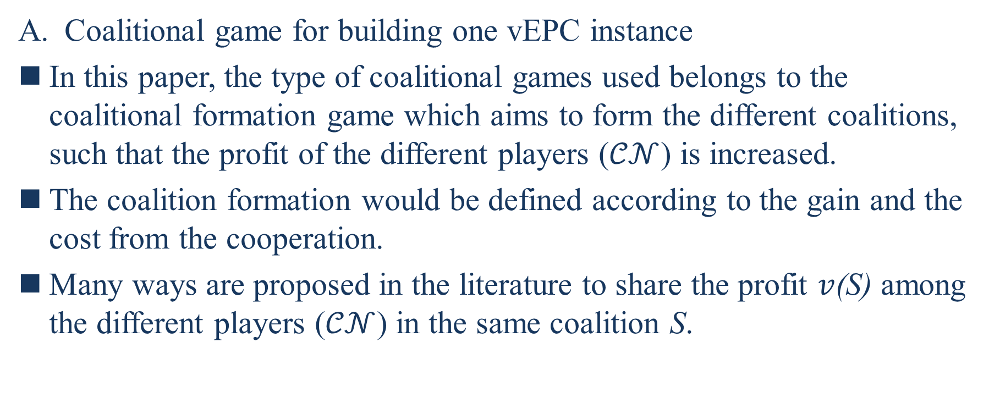 A. Coalitional game for building one vEPC instance
■ In this paper, the type of coalitional games used belongs to the
coalitional formation game which aims to form the different coalitions,
such that the profit of the different players (𝒞𝒩) is increased.
■ The coalition formation would be defined according to the gain and the
cost from the cooperation.
■ Many ways are proposed in the literature to share the profit v(S) among
the different players (𝒞𝒩) in the same coalition S.